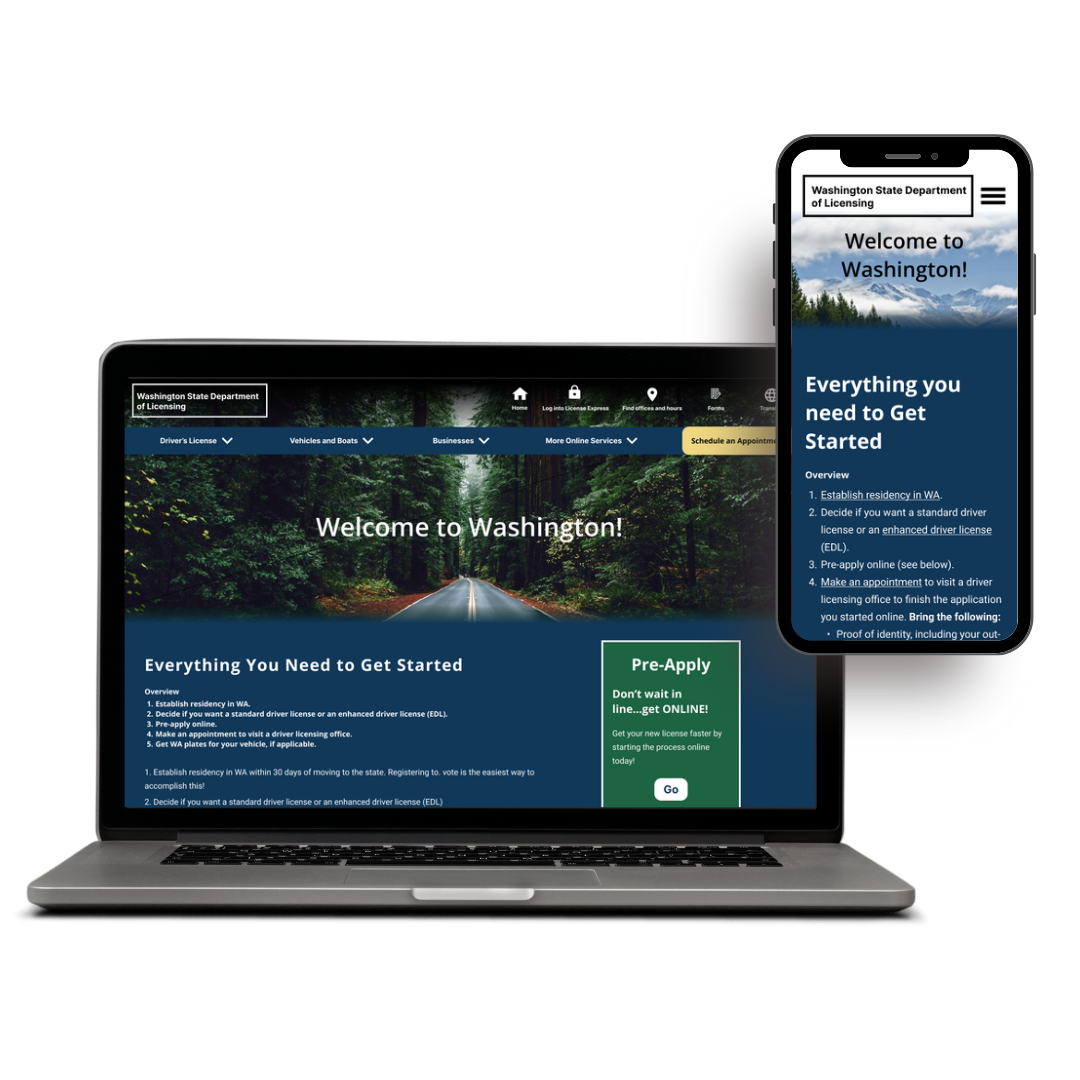 Washington State Department
of Licensing
Home
Log into License Express
Find offices and hours
Forms
Driver's License
Vehicles and Boats
Businesses
More Online Services
Schedule an
Welcome to Washington!
Everything You Need to Get Started
Overview
1. Establish residency in WA.
2. Decide if you want a standard driver license or an enhanced driver license (EDL).
3. Pre-apply online.
4. Make an appointment to visit a driver licensing office.
5. Get WA plates for your vehicle, if applicable.
1. Establish residency in WA within 30 days of moving to the state. Registering to. vote is the easiest way to
accomplish this!
2. Decide if you want a standard driver license or an enhanced driver license (EDL)
Pre-Apply
Don't wait in
line...get ONLINE!
Get your new license faster by
starting the process online
today!
Go
Washington State Department
of Licensing
Welcome to
Washington!
Everything you
need to Get
Started
Overview
1. Establish residency in WA.
2. Decide if you want a standard driver
license or an enhanced driver license
(EDL).
3. Pre-apply online (see below).
4. Make an appointment to visit a driver
licensing office to finish the application
you started online. Bring the following:
• Proof of identity, including your out-